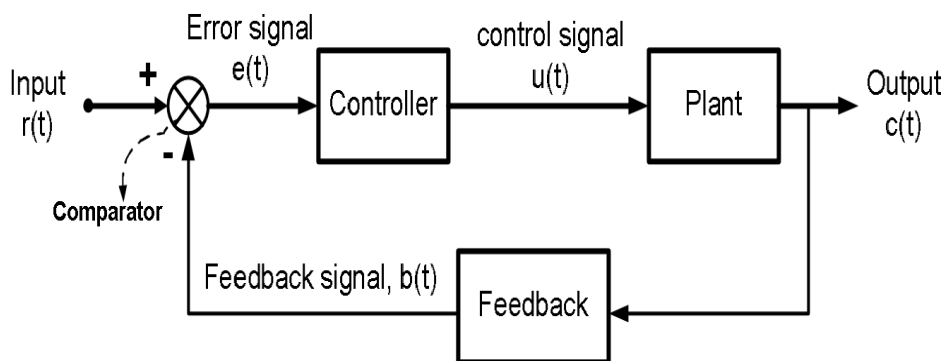 Error signal
e(t)
control signal
u(t)
Input
r(t)
+
-
Controller
Plant
Output
c(t)
Comparator
Feedback signal, b(t)
Feedback